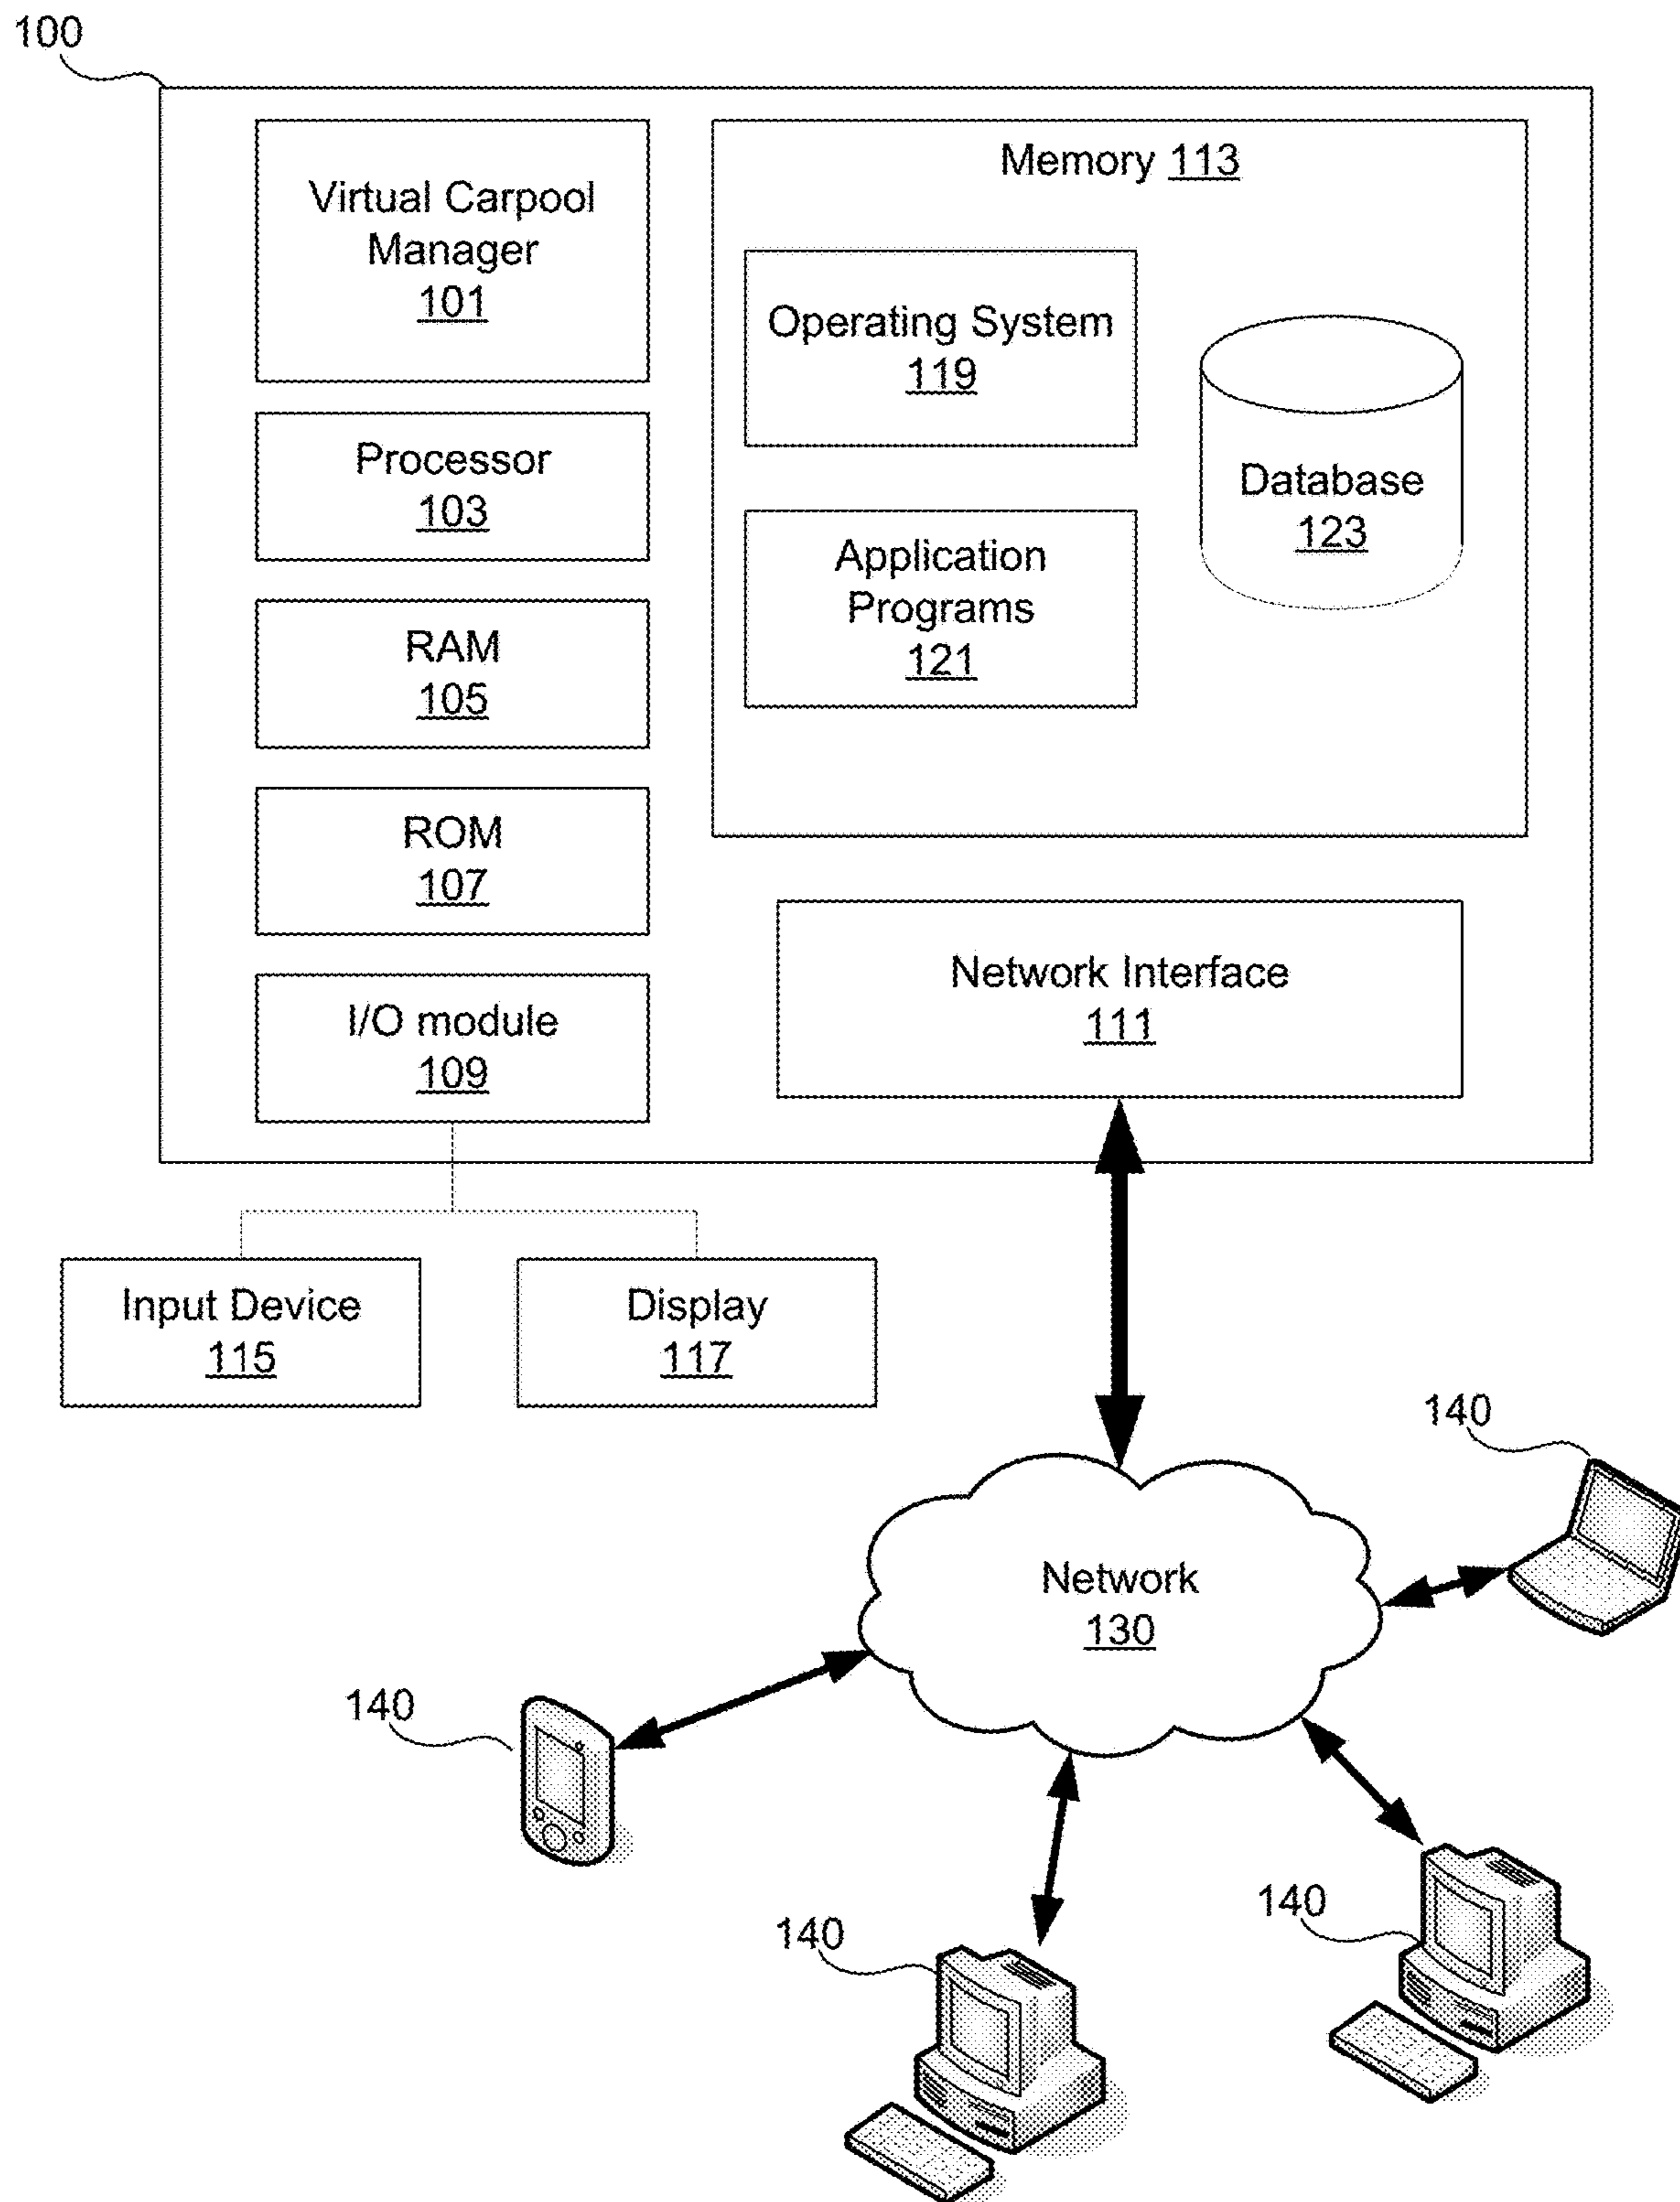 100
Virtual Carpool
Manager
101
Processor
103
RAM
105
ROM
107
I/O module
109
Memory 113
Operating System
119
Application
Programs
121
Database
123
Network Interface
111
Input Device
115
Display
117
Network
130
140
140
140
140